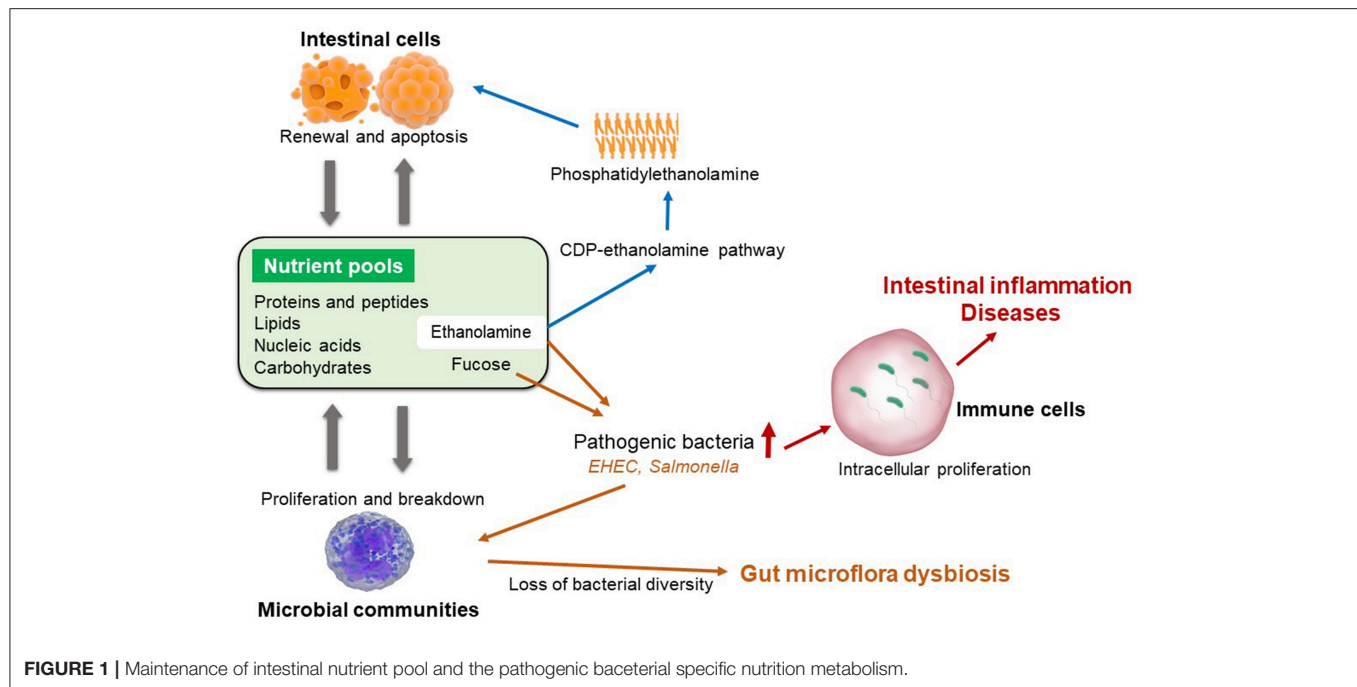 Intestinal cells
Renewal and apoptosis
Phosphatidylethanolamine
CDP-ethanolamine pathway
Nutrient pools
Proteins and peptides
Lipids
Nucleic acids
Carbohydrates
Ethanolamine
Fucose
Intestinal inflammation
Diseases
Immune cells
Intracellular proliferation
Pathogenic bacteria
EHEC, Salmonella
Proliferation and breakdown
Microbial communities
Loss of bacterial diversity
Gut microflora dysbiosis
FIGURE 1 | Maintenance of intestinal nutrient pool and the pathogenic baceterial specific nutrition metabolism.